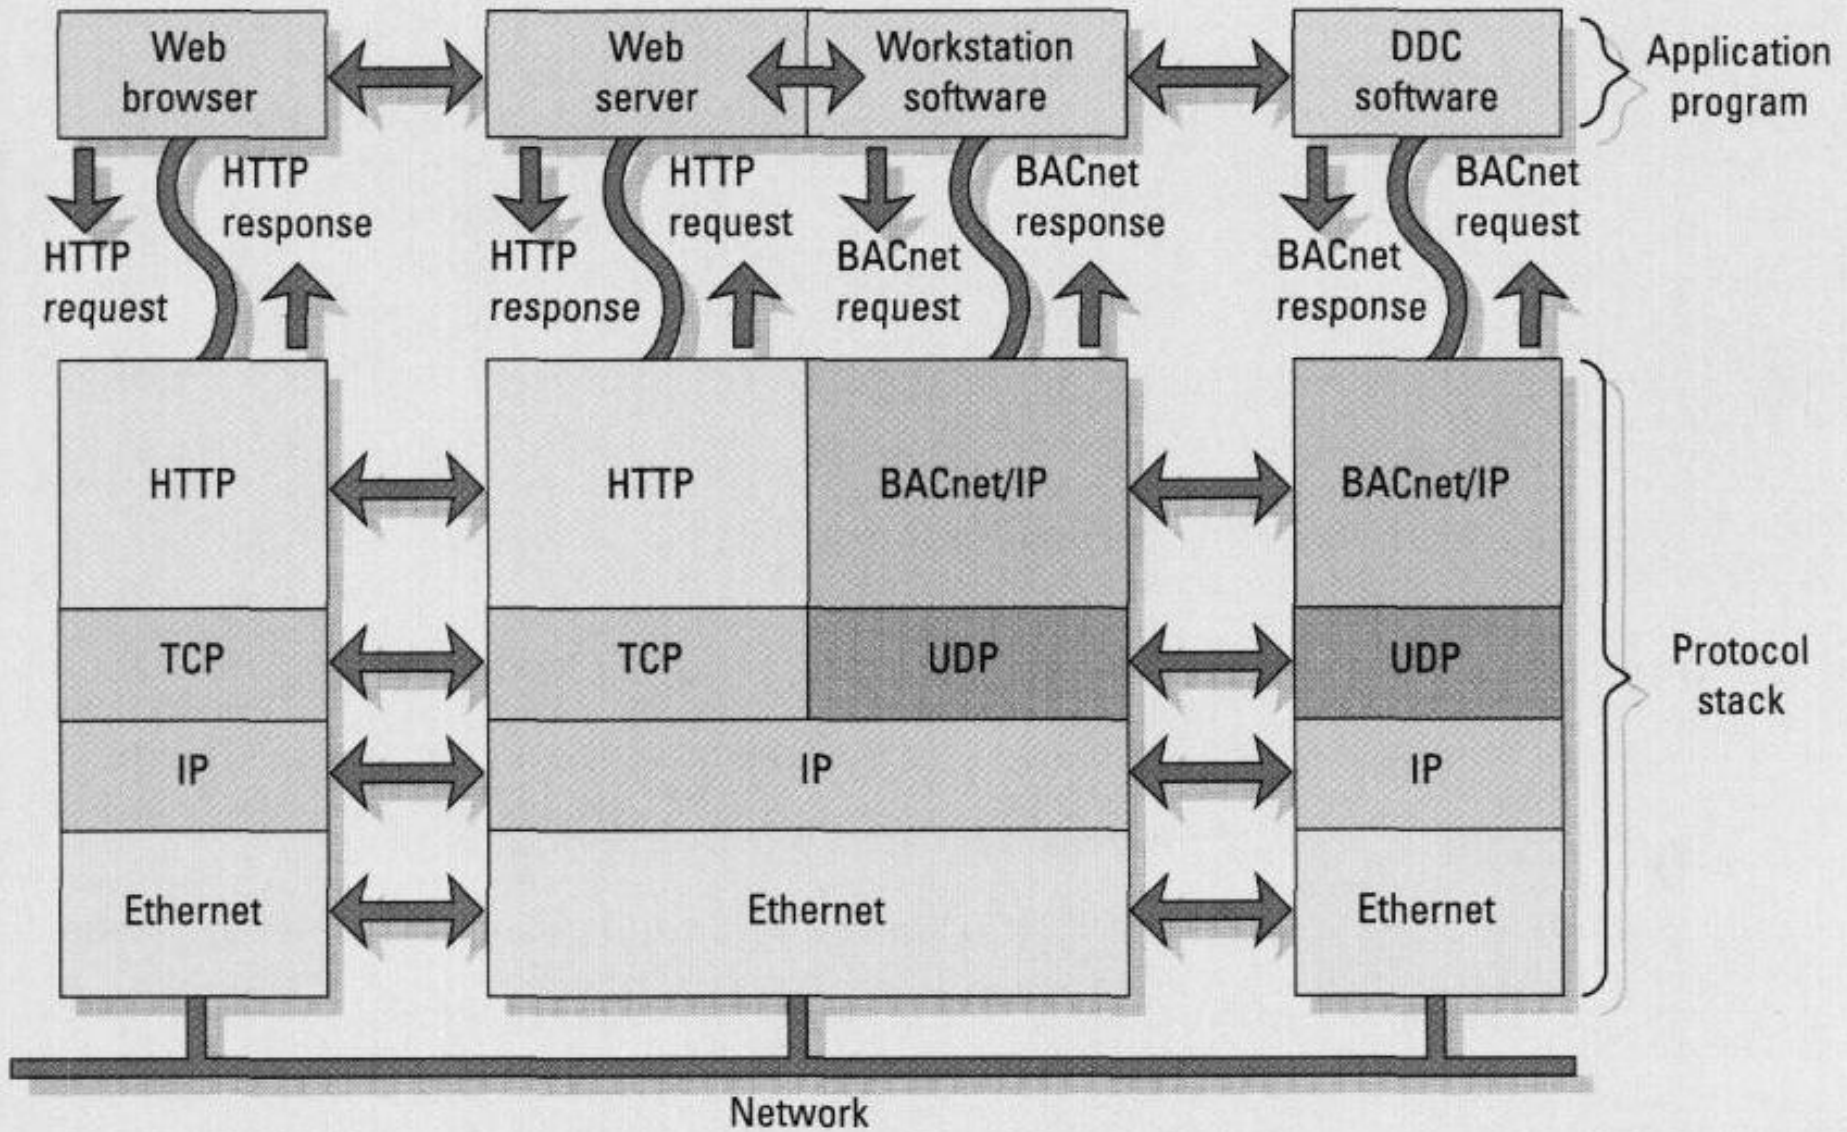 Web
browser
Web
server
Workstation
software
DDC
software
Application
program
HTTP
request
HTTP
response
HTTP
response
HTTP
request
BACnet
request
BACnet
response
BACnet
response
BACnet
request
HTTP
HTTP
BACnet/IP
BACnet/IP
TCP
TCP
UDP
UDP
Protocol
stack
IP
IP
IP
Ethernet
Ethernet
Ethernet
Network